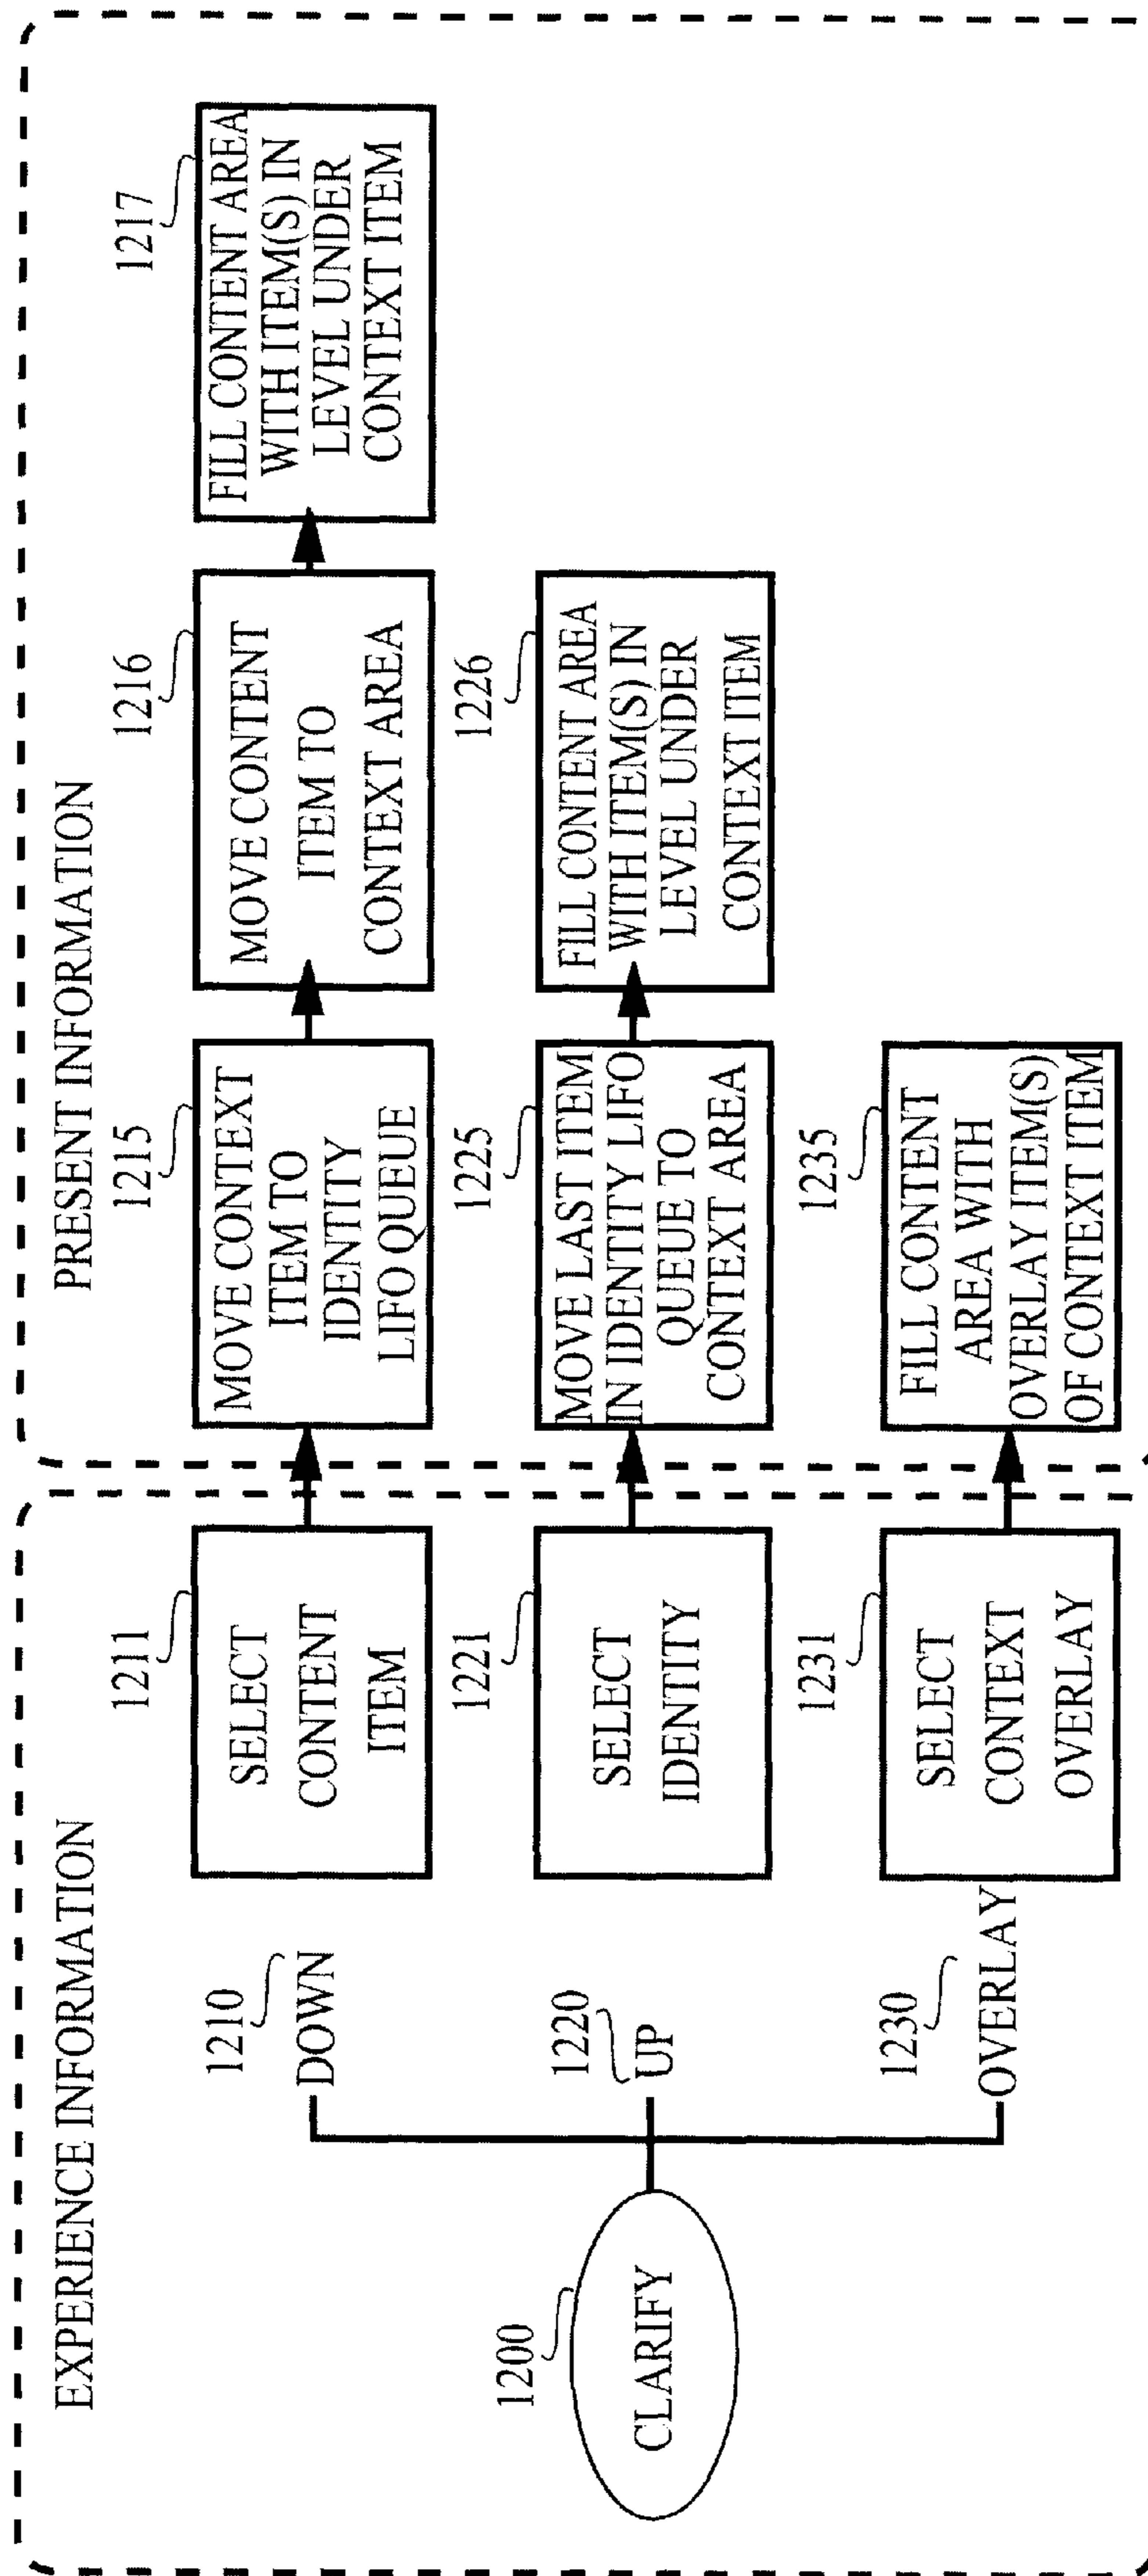 EXPERIENCE INFORMATION
1200
CLARIFY
1210
DOWN
1211
SELECT
CONTENT
ITEM
1220
UP
1221
SELECT
IDENTITY
1230
OVERLAY
1231
SELECT
CONTEXT
OVERLAY
PRESENT INFORMATION
1215
MOVE CONTEXT
ITEM TO
IDENTITY
LIFO QUEUE
1216
MOVE CONTENT
ITEM TO
CONTEXT AREA
1217
FILL CONTENT AREA
WITH ITEM(S) IN
LEVEL UNDER
CONTEXT ITEM
1225
MOVE LAST ITEM
IN IDENTITY LIFO
QUEUE TO
CONTEXT AREA
1226
FILL CONTENT AREA
WITH ITEM(S) IN
LEVEL UNDER
CONTEXT ITEM
1235
FILL CONTENT
AREA WITH
OVERLAY ITEM(S)
OF CONTEXT ITEM